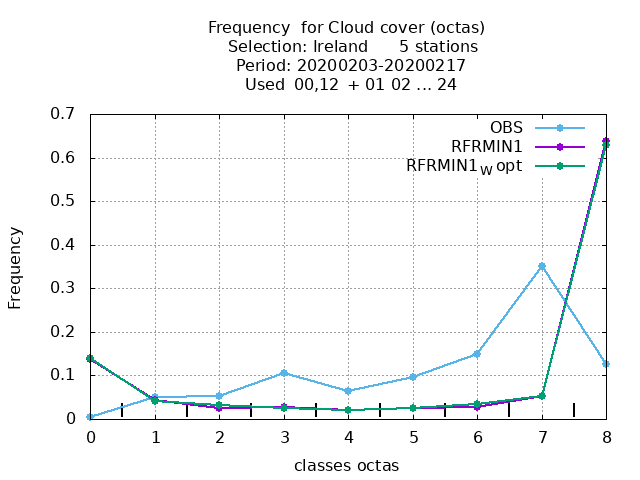 Frequency for Cloud cover (octas)
Selection: Ireland 5 stations
Period: 20200203-20200217
Used 00,12 + 01 02 ... 24
0.7
0.6
0.5
0.4
0.3
0.2
0.1
0
Frequency
OBS
RFRMIN1
RFRMIN1W opt
0 1 2 3 4 5 6 7 8
classes octas